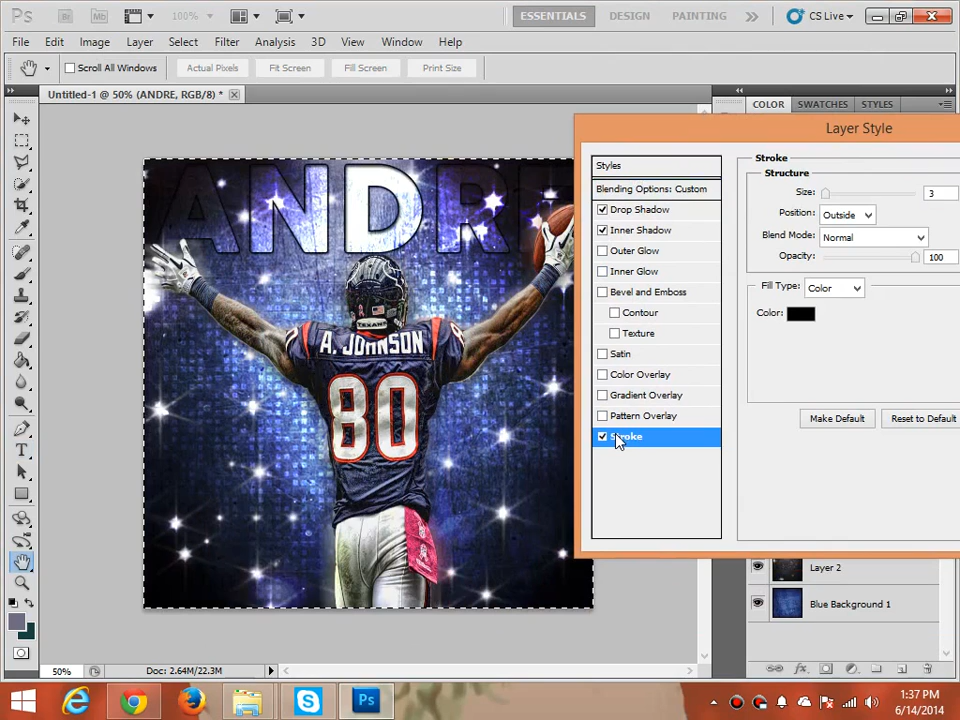 Ps Br Mb 100% ESSENTIALS DESIGN PAINTING CS Live
File Edit Image Layer Select Filter Analysis 3D View Window Help
Scroll All Windows Actual Pixels Fit Screen Fill Screen Print Size
Untitled-1 @ 50% (ANDRE, RGB/8) *
COLOR SWATCHES STYLES
Layer Style
Styles
Blending Options: Custom
Drop Shadow
Inner Shadow
Outer Glow
Inner Glow
Bevel and Emboss
Contour
Texture
Satin
Color Overlay
Gradient Overlay
Pattern Overlay
Stroke
Stroke
Structure
Size: 3
Position: Outside
Blend Mode: Normal
Opacity: 100
Fill Type: Color
Color:
Make Default Reset to Default
ANDRE
TEXANS
A. JOHNSON
80
Layer 2
Blue Background 1
50% Doc: 2.64M/22.3M
Ps
1:37 PM
6/14/2014